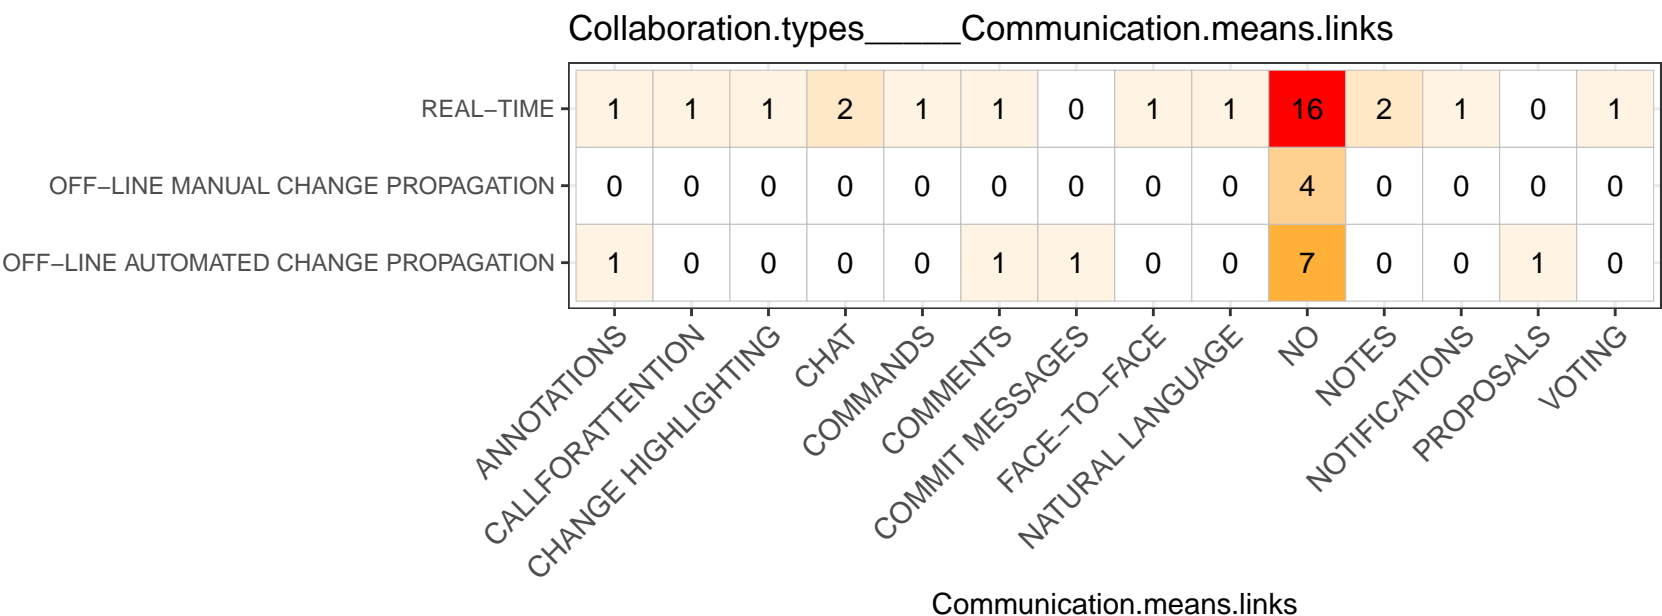 Collaboration.types_____Communication.means.links
REAL−TIME 1 1 1 2 1 1 0 1 1 16 2 1 0 1
OFF−LINE MANUAL CHANGE PROPAGATION 0 0 0 0 0 0 0 0 0 4 0 0 0 0
OFF−LINE AUTOMATED CHANGE PROPAGATION 1 0 0 0 0 1 1 0 0 7 0 0 1 0
ANNOTATIONS
CALLFORATTENTION
CHANGE HIGHLIGHTING
CHAT
COMMANDS
COMMENTS
COMMIT MESSAGES
FACE−TO−FACE
NATURAL LANGUAGE
NO
NOTES
NOTIFICATIONS
PROPOSALS
VOTING
Communication.means.links